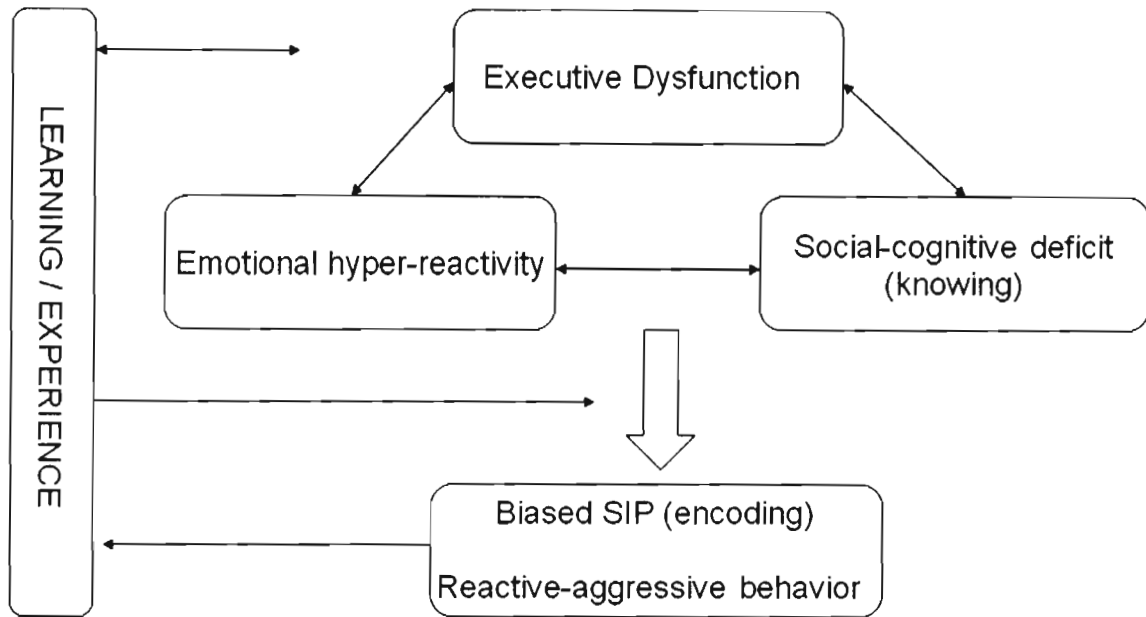 LEARNING / EXPERIENCE
Executive Dysfunction
Emotional hyper-reactivity
Social-cognitive deficit
(knowing)
Biased SIP (encoding)
Reactive-aggressive behavior